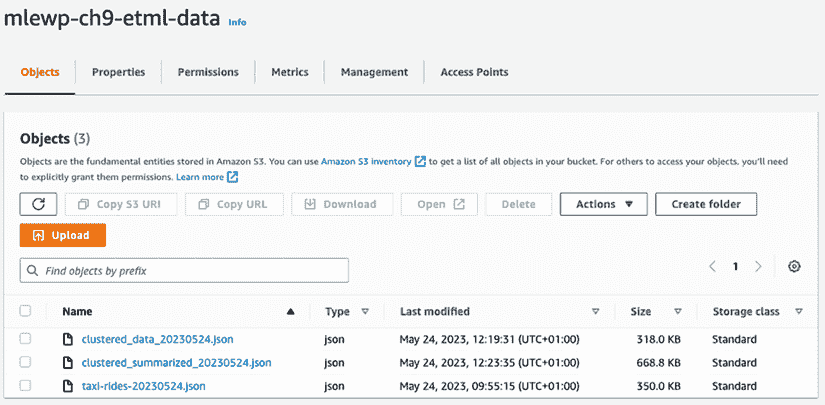 mlewp-ch9-etml-data Info
Objects Properties Permissions Metrics Management Access Points
Objects (3)
Objects are the fundamental entities stored in Amazon S3. You can use Amazon S3 inventory to get a list of all objects in your bucket. For others to access your objects, you'll need
to explicitly grant them permissions. Learn more
Copy S3 URI Copy URL Download Open Delete Actions Create folder
Upload
Find objects by prefix 1
Name Type Last modified Size Storage class
clustered_data_20230524.json json May 24, 2023, 12:19:31 (UTC+01:00) 318.0 KB Standard
clustered_summarized_20230524.json json May 24, 2023, 12:23:35 (UTC+01:00) 668.8 KB Standard
taxi-rides-20230524.json json May 24, 2023, 09:55:15 (UTC+01:00) 350.0 KB Standard